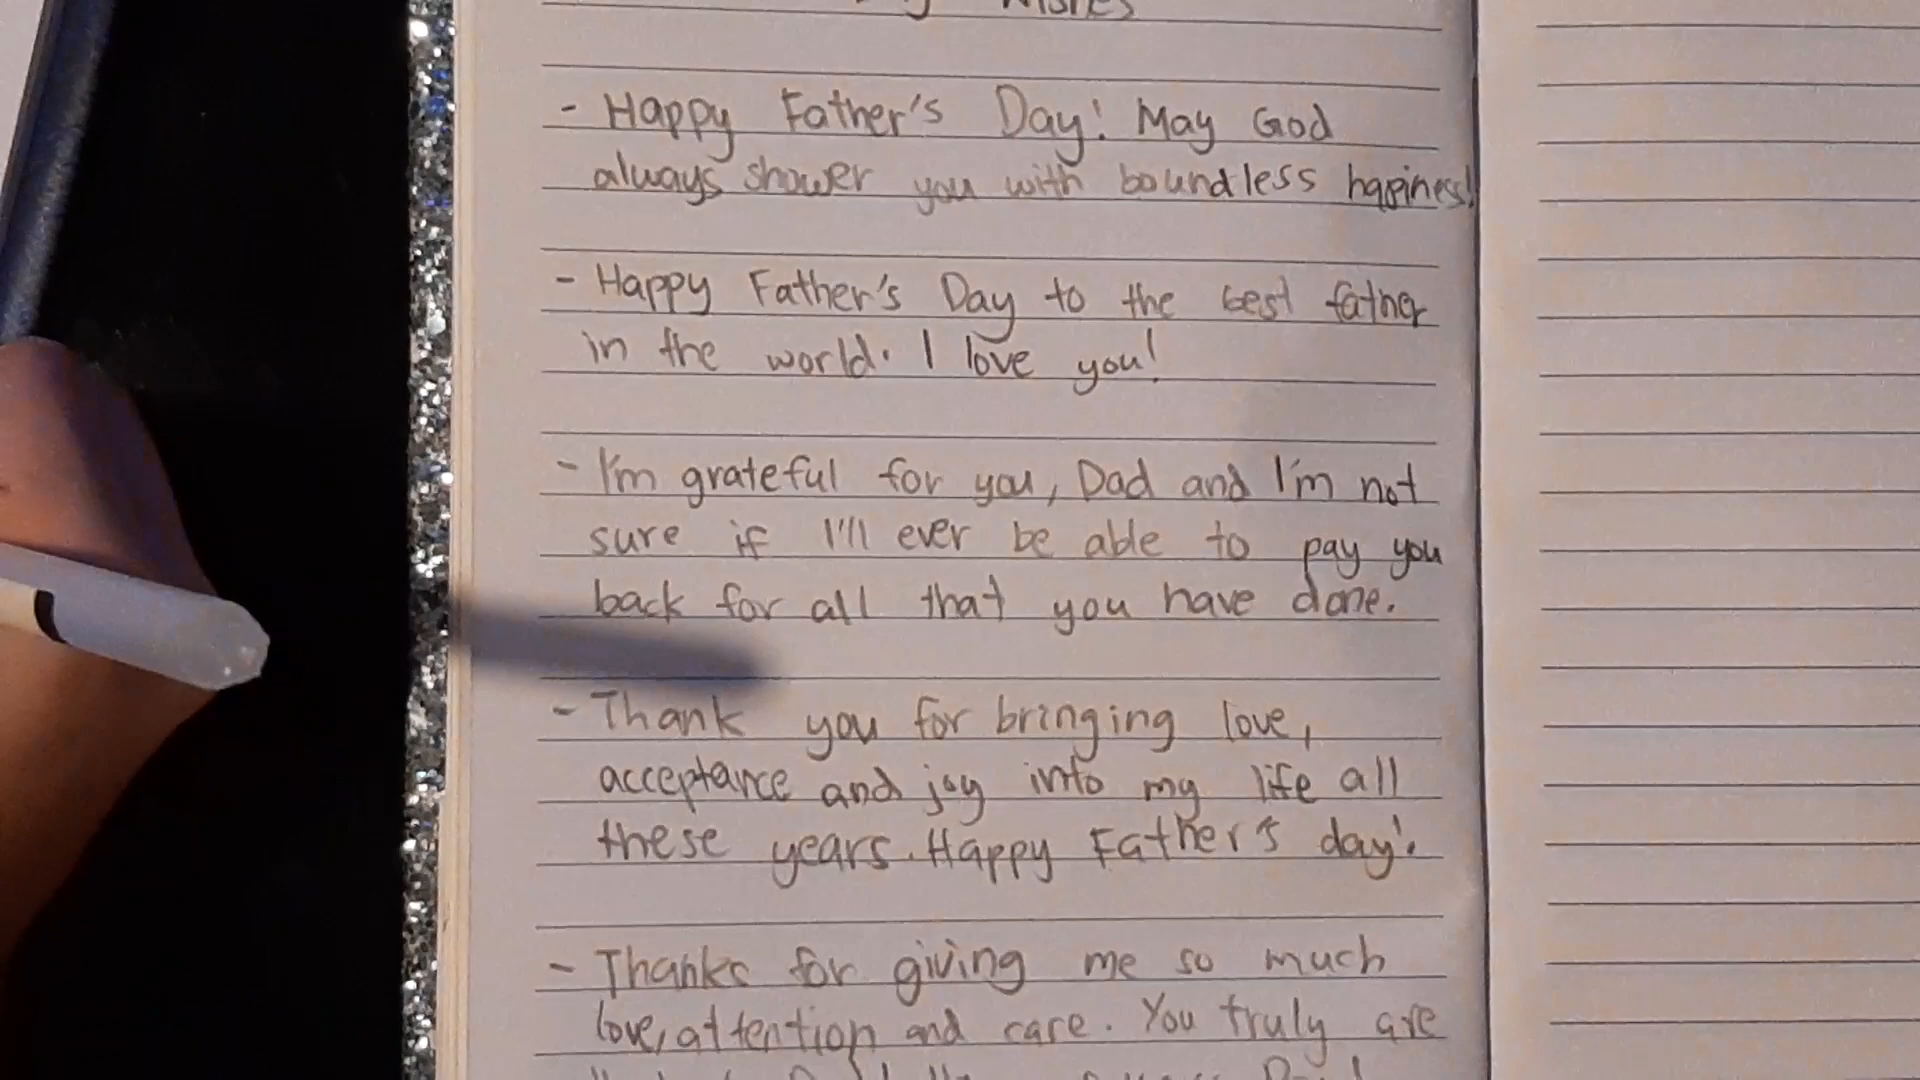 Wishes
- Happy Father's Day! May God
always shower you with boundless happiness!
- Happy Father's Day to the best father
in the world. I love you!
- I'm grateful for you, Dad and I'm not
sure if I'll ever be able to pay you
back for all that you have done.
- Thank you for bringing love,
acceptance and joy into my life all
these years. Happy Father's day!
- Thanks for giving me so much
love, attention and care. You truly are